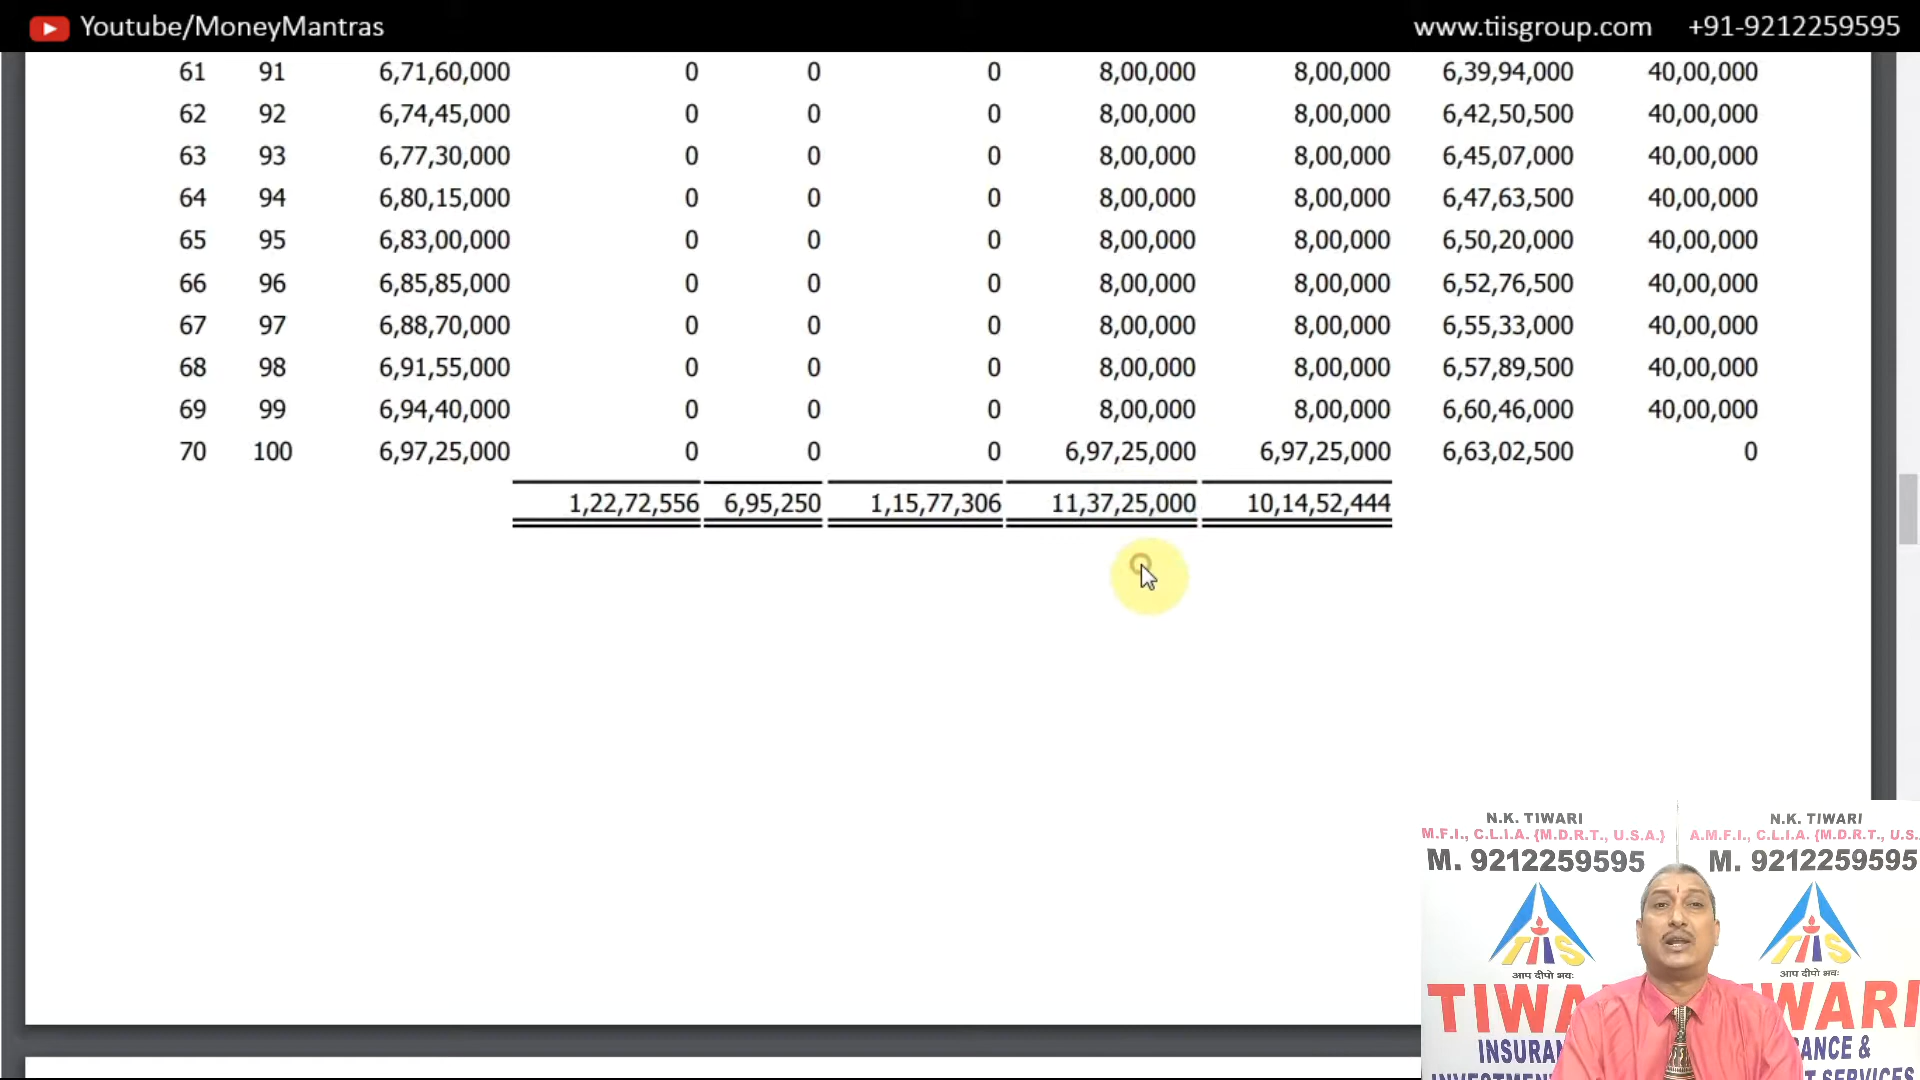 Youtube/MoneyMantras www.tiisgroup.com +91-9212259595
61 91 6,71,60,000 0 0 0 8,00,000 8,00,000 6,39,94,000 40,00,000
62 92 6,74,45,000 0 0 0 8,00,000 8,00,000 6,42,50,500 40,00,000
63 93 6,77,30,000 0 0 0 8,00,000 8,00,000 6,45,07,000 40,00,000
64 94 6,80,15,000 0 0 0 8,00,000 8,00,000 6,47,63,500 40,00,000
65 95 6,83,00,000 0 0 0 8,00,000 8,00,000 6,50,20,000 40,00,000
66 96 6,85,85,000 0 0 0 8,00,000 8,00,000 6,52,76,500 40,00,000
67 97 6,88,70,000 0 0 0 8,00,000 8,00,000 6,55,33,000 40,00,000
68 98 6,91,55,000 0 0 0 8,00,000 8,00,000 6,57,89,500 40,00,000
69 99 6,94,40,000 0 0 0 8,00,000 8,00,000 6,60,46,000 40,00,000
70 100 6,97,25,000 0 0 0 6,97,25,000 6,97,25,000 6,63,02,500 0
1,22,72,556 6,95,250 1,15,77,306 11,37,25,000 10,14,52,444
N.K. TIWARI N.K. TIWARI
M.F.I., C.L.I.A. {M.D.R.T., U.S.A.} A.M.F.I., C.L.I.A. {M.D.R.T., U.S.
M. 9212259595 M. 9212259595
TIIS TIIS
आप दीपो भवः आप दीपो भवः
TIWA WARI
INSURAN RANCE &
INVESTMEN T SERVICES